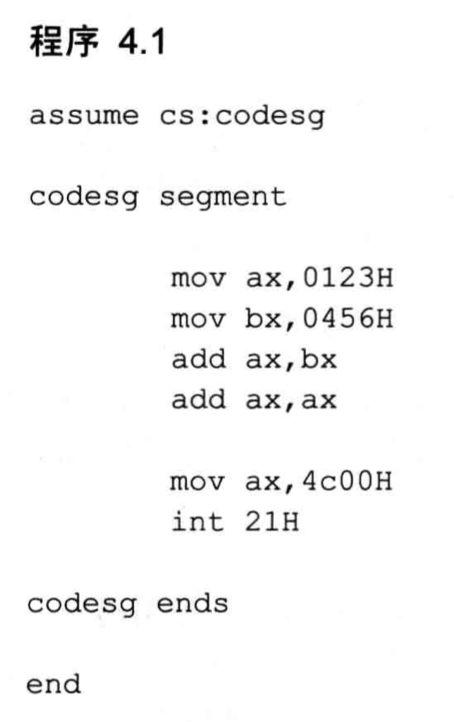 程序 4.1
assume cs:codesg
codesg segment
mov ax,0123H
mov bx,0456H
add ax,bx
add ax,ax
mov ax,4c00H
int 21H
codesg ends
end